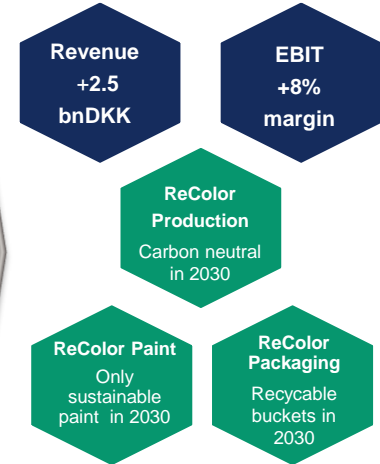 Revenue
+2.5
bnDKK
EBIT
+8%
margin
ReColor
Production
Carbon neutral
in 2030
ReColor Paint
Only
sustainable
paint in 2030
ReColor
Packaging
Recycable
buckets in
2030